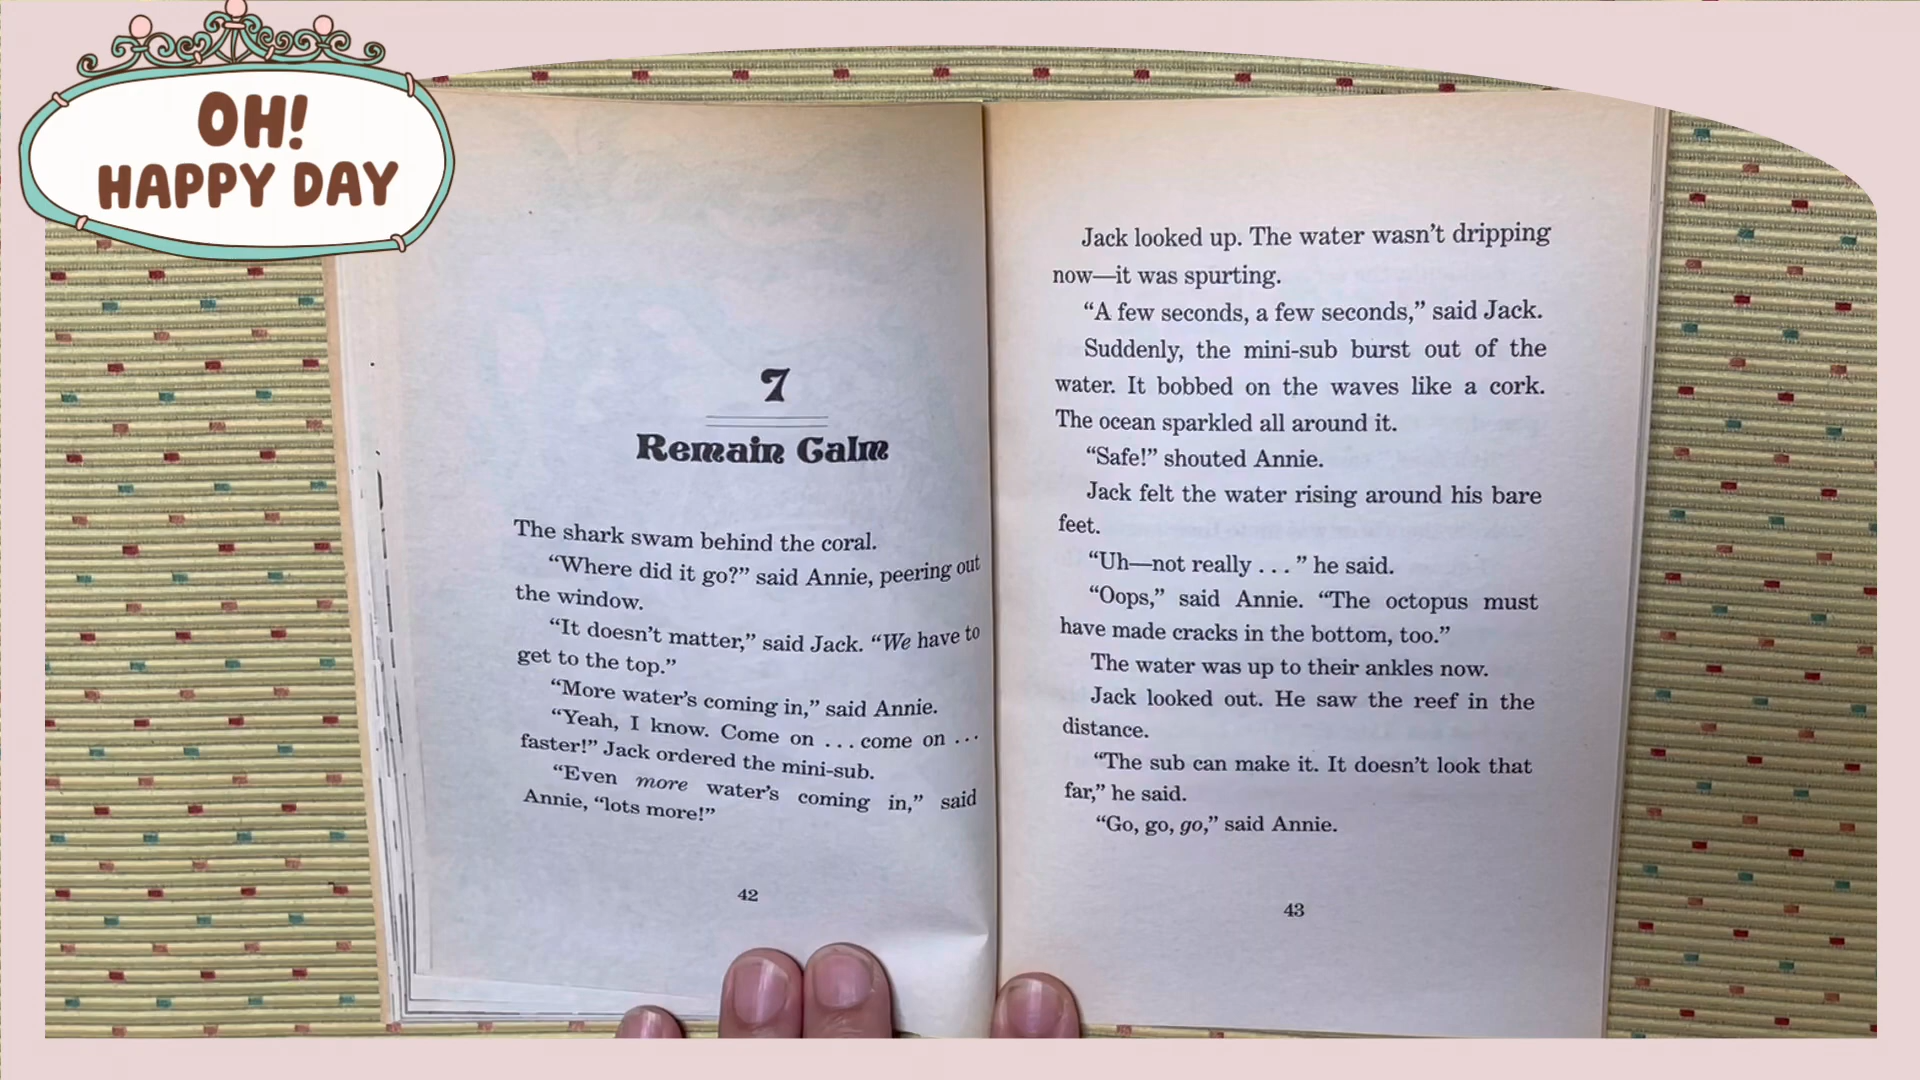 OH!
HAPPY DAY
7
Remain Calm
The shark swam behind the coral.
“Where did it go?” said Annie, peering out
the window.
“It doesn’t matter,” said Jack. “We have to
get to the top.”
“More water’s coming in,” said Annie.
“Yeah, I know. Come on . . . come on . . .
faster!” Jack ordered the mini-sub.
“Even more water’s coming in,” said
Annie, “lots more!”
42
Jack looked up. The water wasn’t dripping
now—it was spurting.
“A few seconds, a few seconds,” said Jack.
Suddenly, the mini-sub burst out of the
water. It bobbed on the waves like a cork.
The ocean sparkled all around it.
“Safe!” shouted Annie.
Jack felt the water rising around his bare
feet.
“Uh—not really . . . ” he said.
“Oops,” said Annie. “The octopus must
have made cracks in the bottom, too.”
The water was up to their ankles now.
Jack looked out. He saw the reef in the
distance.
“The sub can make it. It doesn’t look that
far,” he said.
“Go, go, go,” said Annie.
43